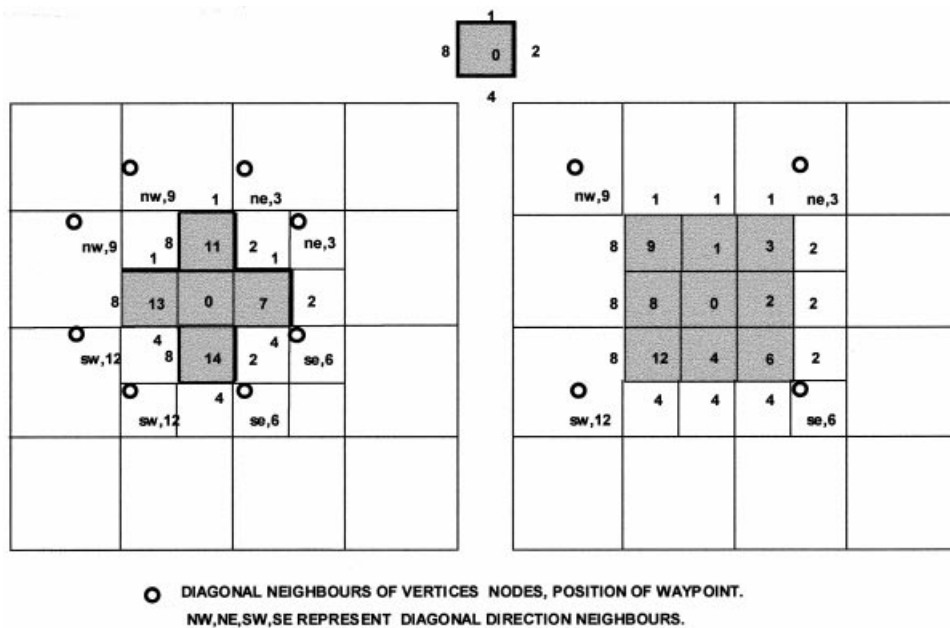 1
8 0 2
4
nw,9 1 ne,3
nw,9 8 11 2 ne,3
1 1
8 13 0 7 2
sw,12 4 4 se,6
8 14 2
sw,12 4 se,6
nw,9 1 1 1 ne,3
8 9 1 3 2
8 8 0 2 2
8 12 4 6 2
sw,12 4 4 4 se,6
DIAGONAL NEIGHBOURS OF VERTICES NODES, POSITION OF WAYPOINT.
NW,NE,SW,SE REPRESENT DIAGONAL DIRECTION NEIGHBOURS.